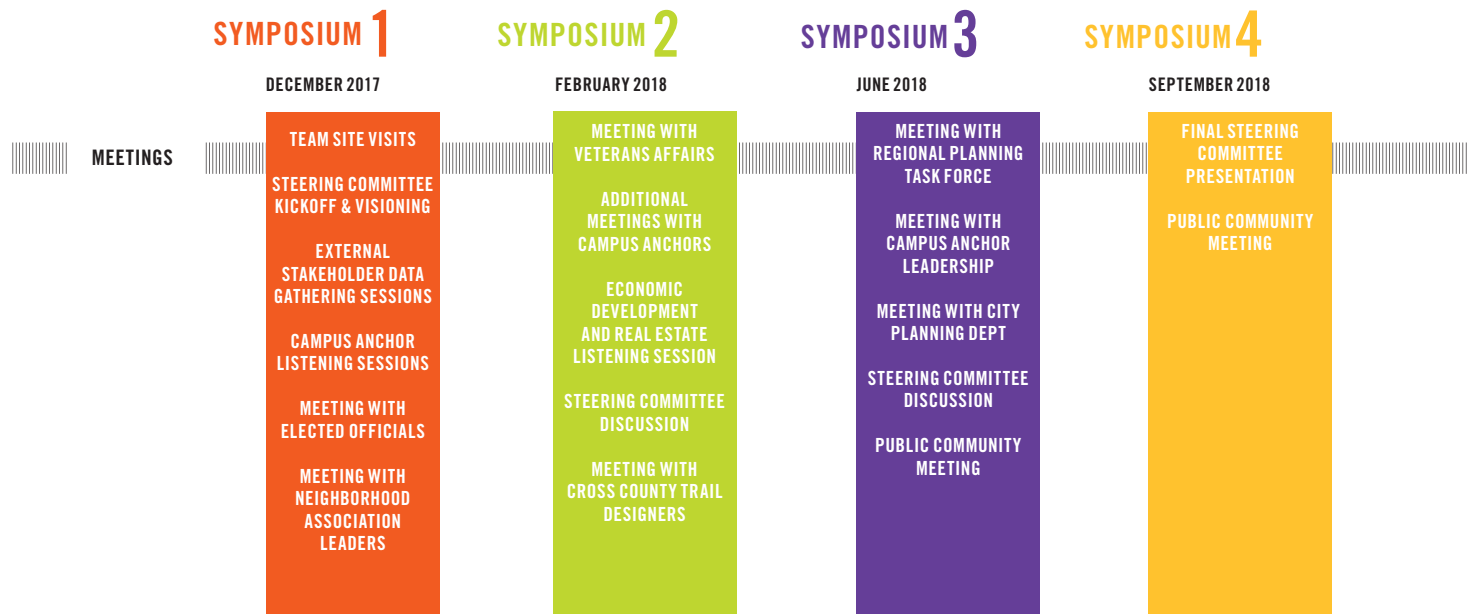 SYMPOSIUM 1
DECEMBER 2017
SYMPOSIUM 2
FEBRUARY 2018
SYMPOSIUM 3
JUNE 2018
SYMPOSIUM 4
SEPTEMBER 2018
MEETINGS
TEAM SITE VISITS
STEERING COMMITTEE
KICKOFF & VISIONING
EXTERNAL
STAKEHOLDER DATA
GATHERING SESSIONS
CAMPUS ANCHOR
LISTENING SESSIONS
MEETING WITH
ELECTED OFFICIALS
MEETING WITH
NEIGHBORHOOD
ASSOCIATION
LEADERS
MEETING WITH
VETERANS AFFAIRS
ADDITIONAL
MEETINGS WITH
CAMPUS ANCHORS
ECONOMIC
DEVELOPMENT
AND REAL ESTATE
LISTENING SESSION
STEERING COMMITTEE
DISCUSSION
MEETING WITH
CROSS COUNTY TRAIL
DESIGNERS
MEETING WITH
REGIONAL PLANNING
TASK FORCE
MEETING WITH
CAMPUS ANCHOR
LEADERSHIP
MEETING WITH CITY
PLANNING DEPT
STEERING COMMITTEE
DISCUSSION
PUBLIC COMMUNITY
MEETING
FINAL STEERING
COMMITTEE
PRESENTATION
PUBLIC COMMUNITY
MEETING